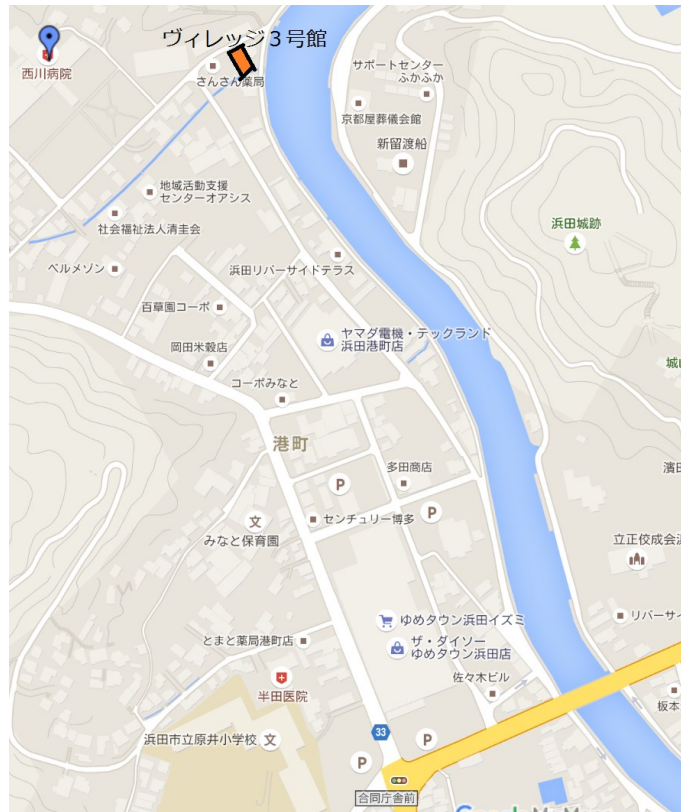 ヴィレッジ3号館
西川病院
さんさん薬局
サポートセンター
ふかふか
京都屋葬儀会館
新留渡船
地域活動支援
センターオアシス
社会福祉法人清圭会
浜田城跡
ベルメゾン
浜田リバーサイドテラス
百草園コーポ
ヤマダ電機・テックランド
浜田港町店
岡田米穀店
城山
コーポみなと
港町
多田商店
P
濱田
P
センチュリー博多
みなと保育園
立正佼成会浜
ゆめタウン浜田イズミ
リバーサイ
とまと薬局港町店
ザ・ダイソー
ゆめタウン浜田店
佐々木ビル
半田医院
板本
33
浜田市立原井小学校
文
文
P
P
合同庁舎前